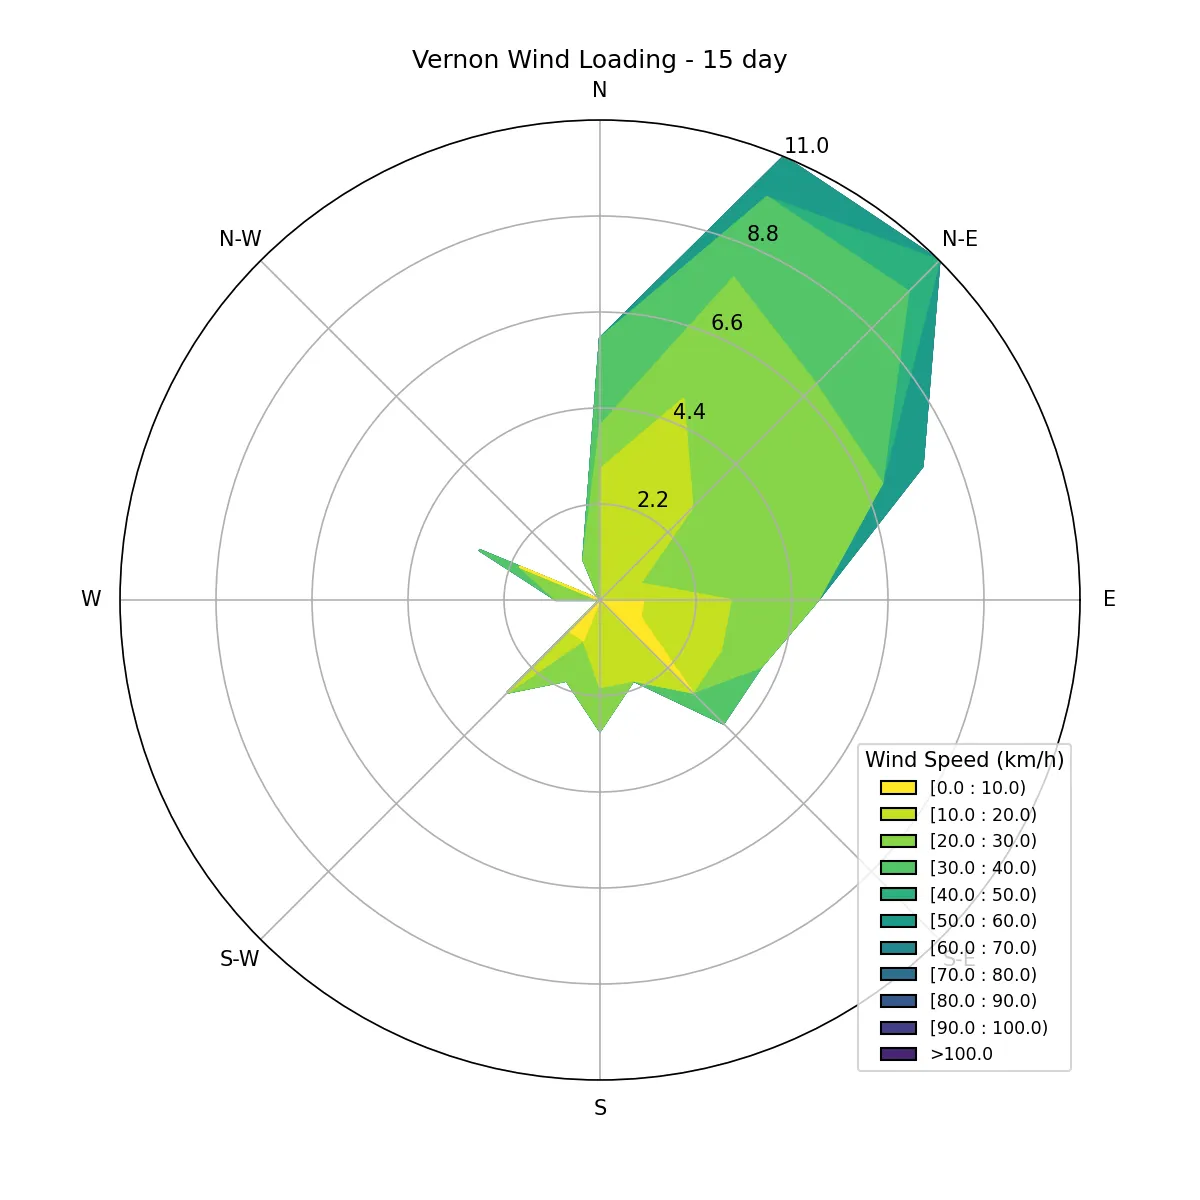 Vernon Wind Loading - 15 day
N
11.0
N-W
8.8
N-E
6.6
4.4
2.2
W
E
Wind Speed (km/h)
[0.0 : 10.0)
[10.0 : 20.0)
[20.0 : 30.0)
[30.0 : 40.0)
[40.0 : 50.0)
[50.0 : 60.0)
[60.0 : 70.0)
[70.0 : 80.0)
[80.0 : 90.0)
[90.0 : 100.0)
>100.0
S-W
S-E
S